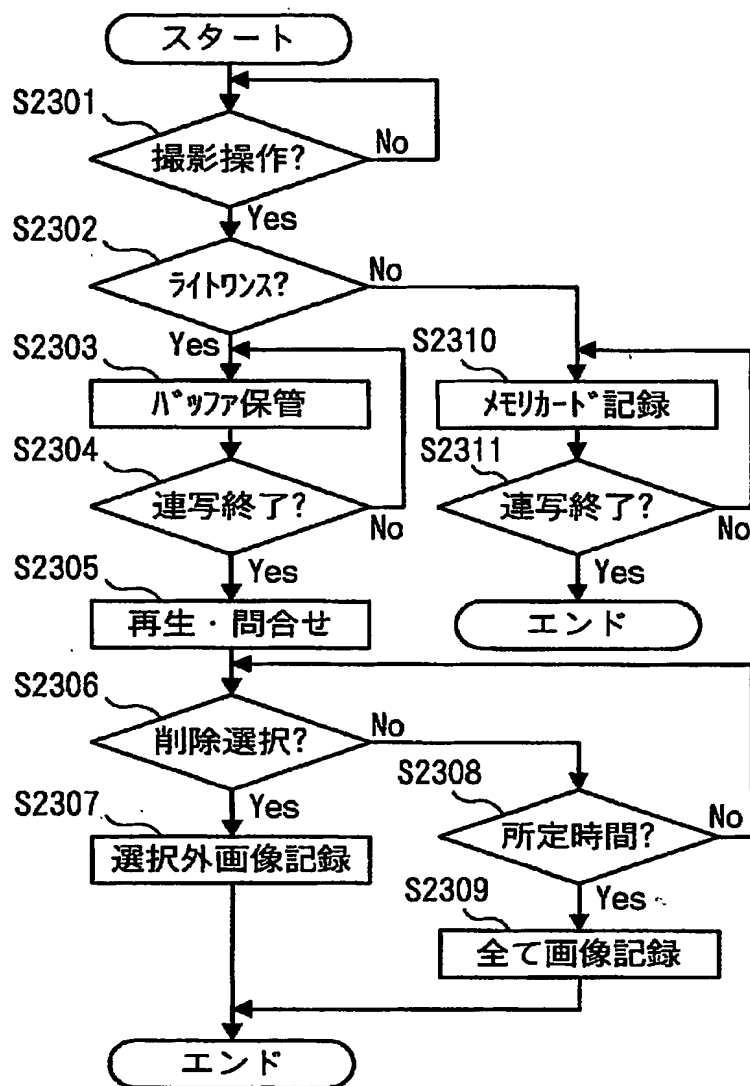 スタート
S2301
撮影操作?
No
Yes
S2302
ライトワンス?
No
Yes
S2303
バッファ保管
S2304
連写終了?
No
Yes
S2310
メモリカード記録
S2311
連写終了?
No
Yes
エンド
S2305
再生・問合せ
S2306
削除選択?
No
Yes
S2307
選択外画像記録
S2308
所定時間?
No
Yes
S2309
全て画像記録
エンド